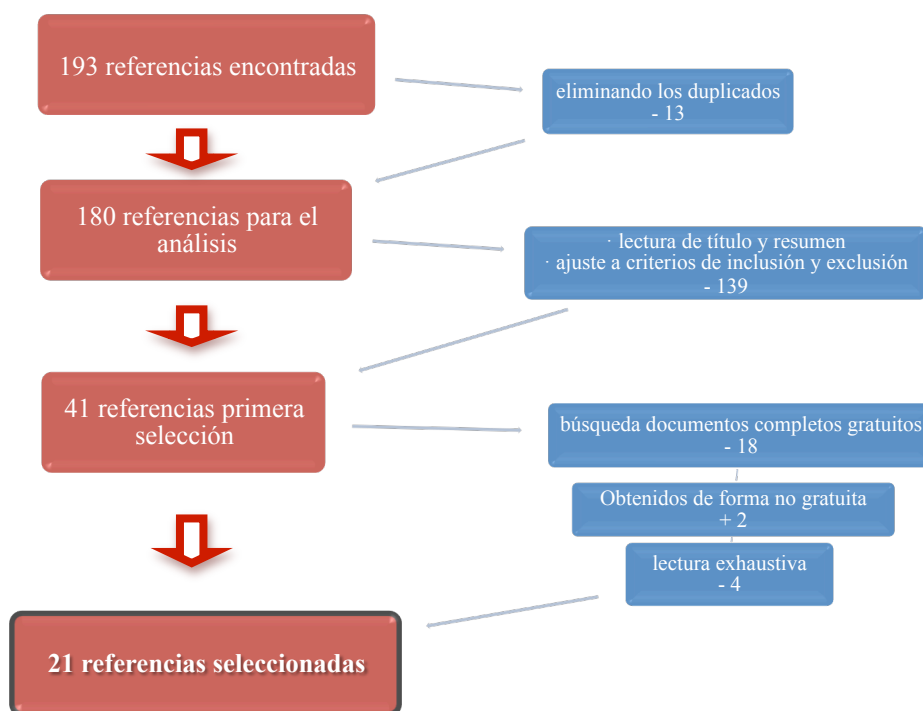 193 referencias encontradas
eliminando los duplicados
- 13
180 referencias para el
análisis
· lectura de título y resumen
· ajuste a criterios de inclusión y exclusión
- 139
41 referencias primera
selección
búsqueda documentos completos gratuitos
- 18
Obtenidos de forma no gratuita
+ 2
lectura exhaustiva
- 4
21 referencias seleccionadas